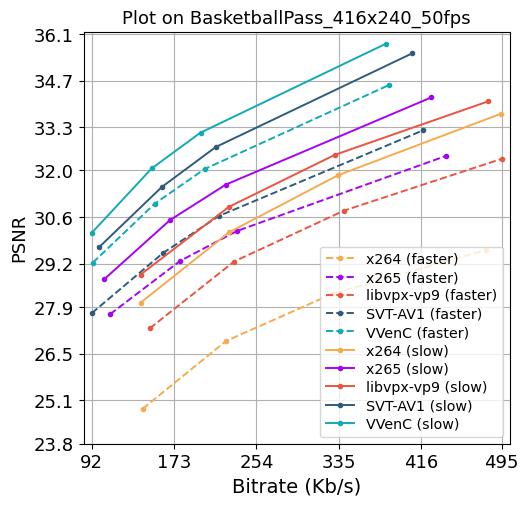 Plot on BasketballPass_416x240_50fps
36.1
34.7
33.3
32.0
30.6
29.2
27.9
26.5
25.1
23.8
PSNR
x264 (faster)
x265 (faster)
libvpx-vp9 (faster)
SVT-AV1 (faster)
VVenC (faster)
x264 (slow)
x265 (slow)
libvpx-vp9 (slow)
SVT-AV1 (slow)
VVenC (slow)
92 173 254 335 416 495
Bitrate (Kb/s)